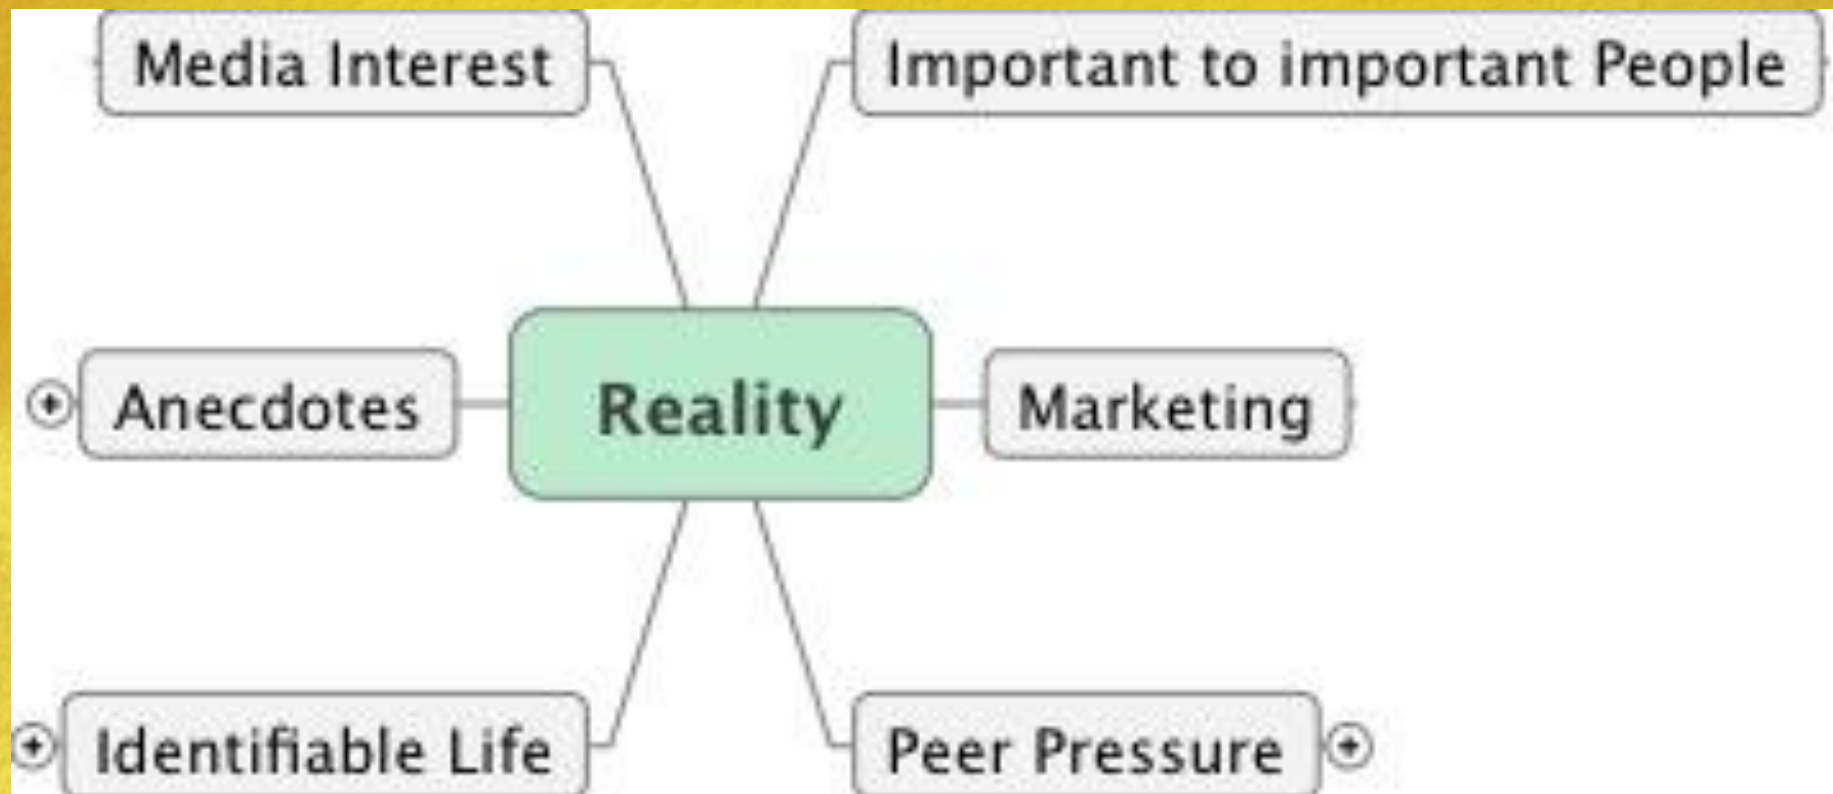 Media Interest
Important to important People
Anecdotes
Reality
Marketing
Identifiable Life
Peer Pressure